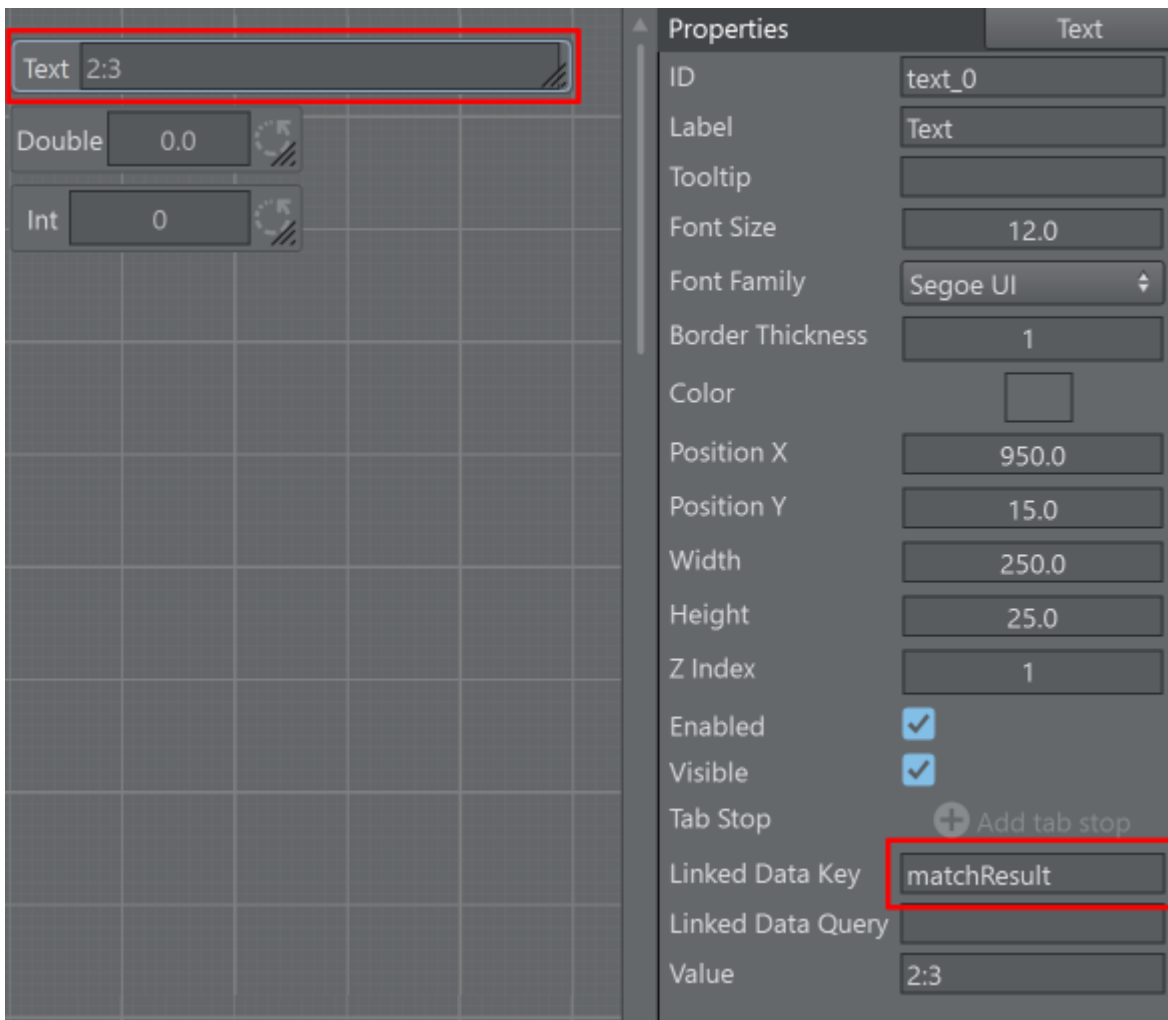 Text 2:3
Double 0.0
Int 0
Properties Text
ID text_0
Label Text
Tooltip
Font Size 12.0
Font Family Segoe UI
Border Thickness 1
Color
Position X 950.0
Position Y 15.0
Width 250.0
Height 25.0
Z Index 1
Enabled
Visible
Tab Stop Add tab stop
Linked Data Key matchResult
Linked Data Query
Value 2:3